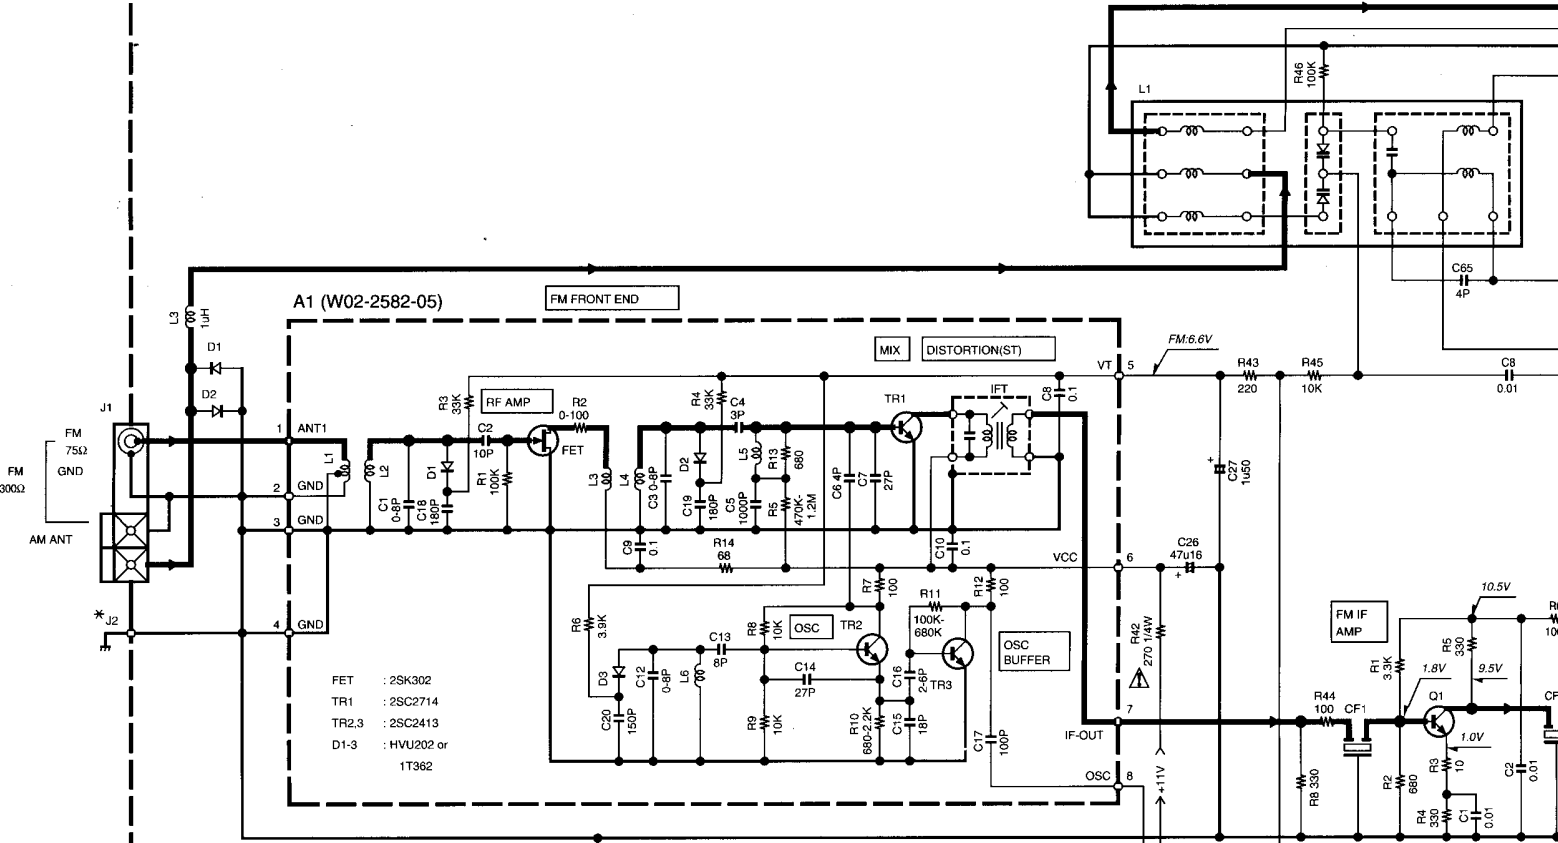 R46
100K
L1
C65
4P
L3
1uH
A1 (W02-2582-05)
FM FRONT END
D1
D2
MIX
DISTORTION(ST)
FM:6.6V
VT
5
R43
220
R45
10K
C8
0.01
J1
FM
75Ω
GND
FM
300Ω
AM ANT
*
J2
1
ANT1
2
GND
3
GND
4
GND
L1
L2
R3
33K
RF AMP
R2
0-100
C2
10P
D1
C1
0-8P
C18
180P
R1
100K
FET
L3
L4
C3 0-8P
R4
33K
C4
3P
D2
C19
180P
L5
R13
680
C5
1000P
R5
470K-
1.2M
C6 4P
C7
27P
TR1
IFT
C8
0.1
C9
0.1
R14
68
C10
0.1
VCC
6
C26
47u16
+
C27
1u50
+
R7
100
R12
100
R11
100K-
680K
R6
3.9K
R8
10K
OSC
TR2
OSC
BUFFER
D3
C12
0-8P
L6
C13
8P
C14
27P
C16
2-6P
TR3
C20
150P
R9
10K
R10
680-2.2K
C15
18P
C17
100P
R42
270 1/4W
FET : 2SK302
TR1 : 2SC2714
TR2,3 : 2SC2413
D1-3 : HVU202 or
1T362
7
IF-OUT
OSC
8
+11V
FM IF
AMP
10.5V
R1
3.3K
R5
330
1.8V
9.5V
R44
100
CF1
Q1
CF
1.0V
R8 330
R2
680
R3
10
R4
330
C1
0.01
C2
0.01